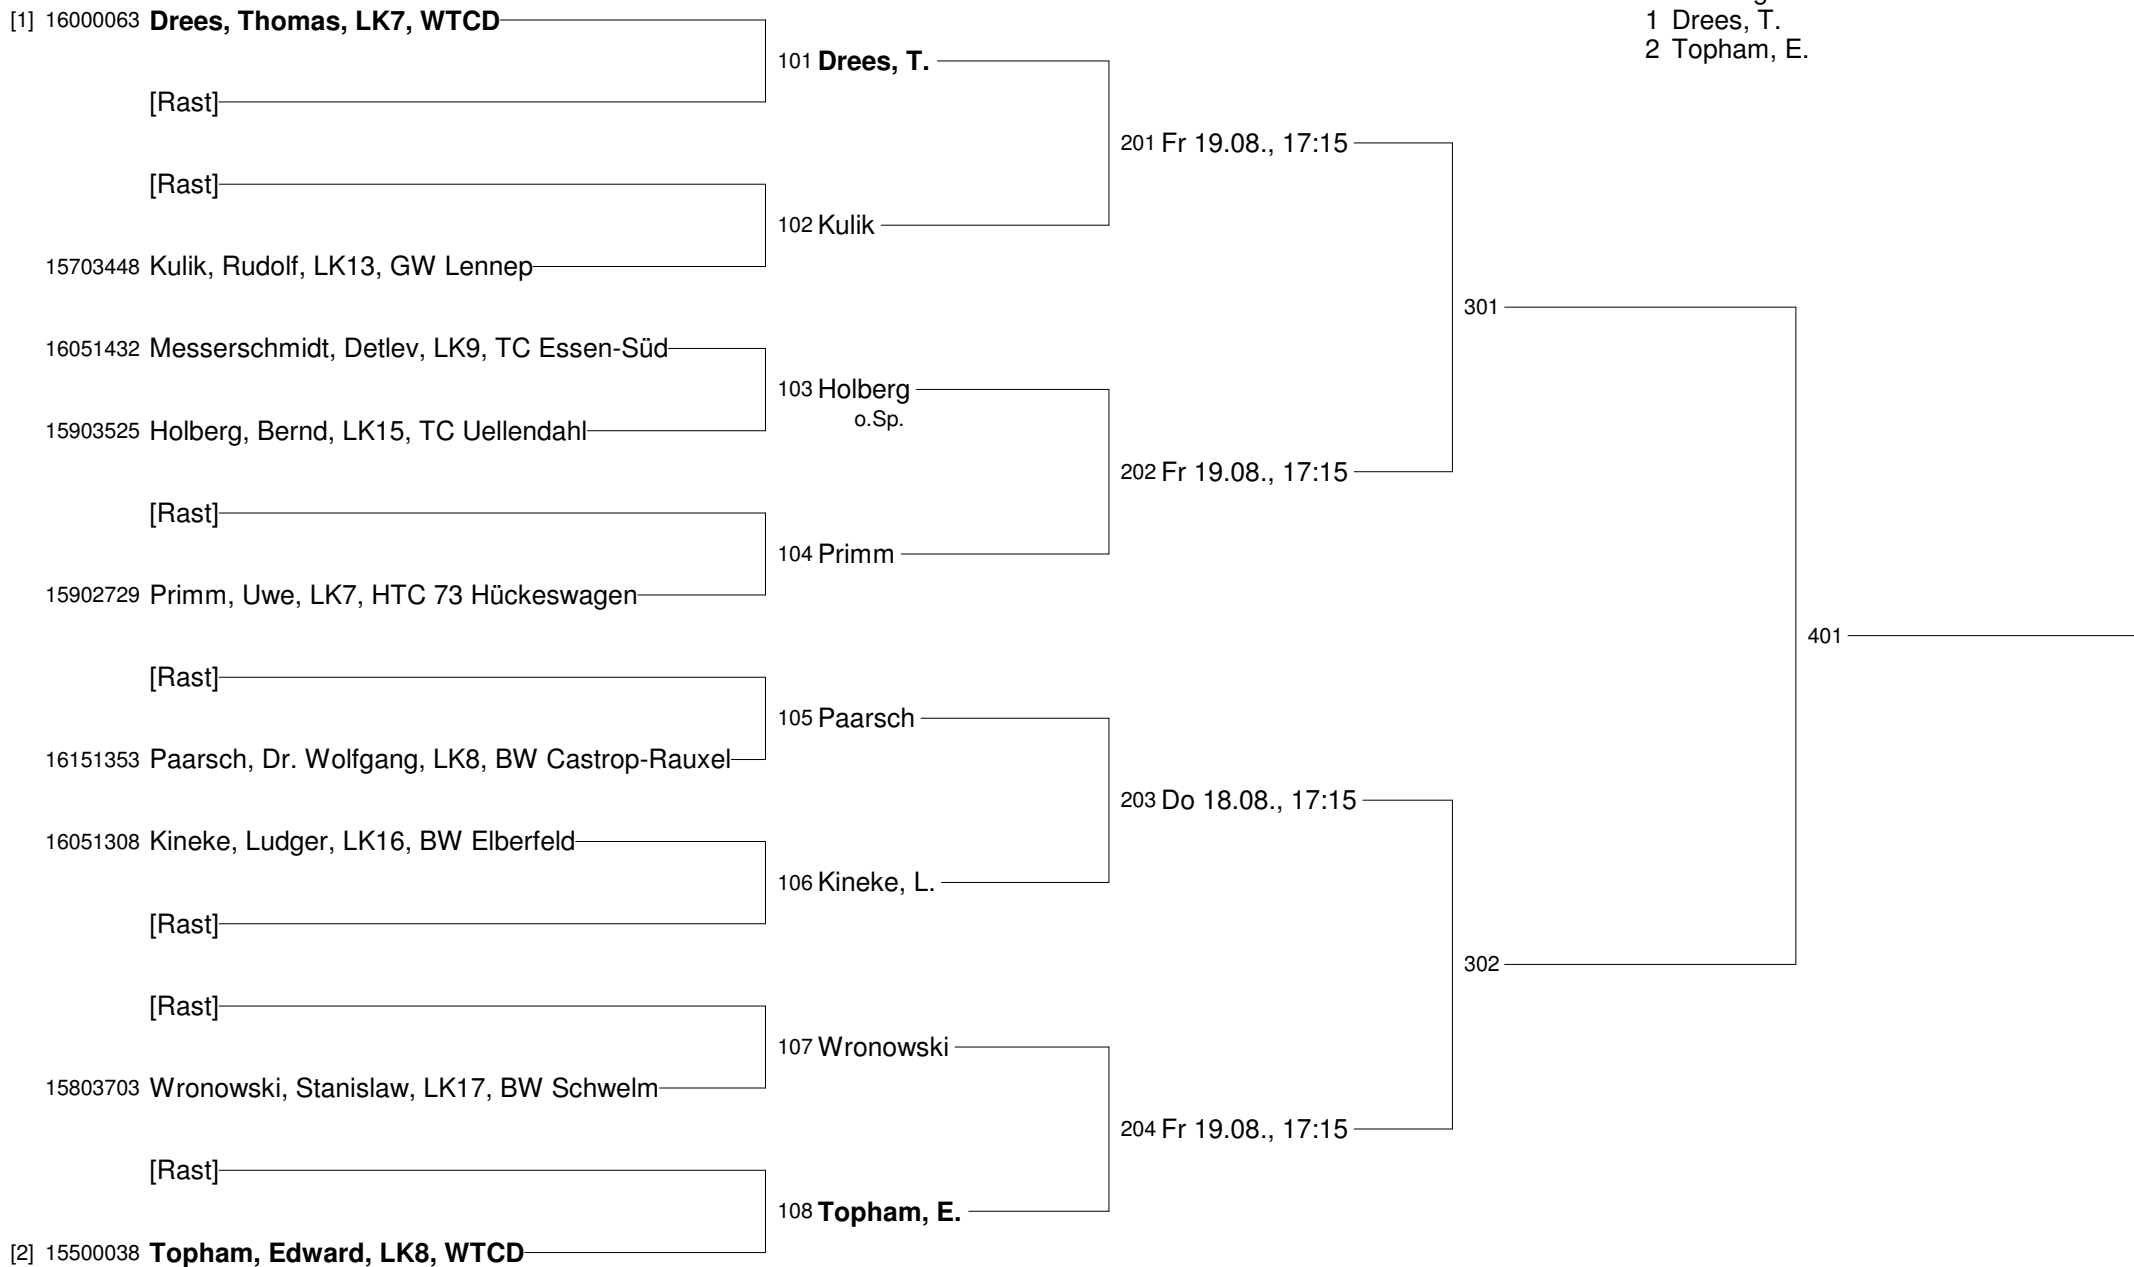 [1] 16000063 Drees, Thomas, LK7, WTCD
[Rast]
[Rast]
15703448 Kulik, Rudolf, LK13, GW Lennep
16051432 Messerschmidt, Detlev, LK9, TC Essen-Süd
15903525 Holberg, Bernd, LK15, TC Uellendahl
[Rast]
15902729 Primm, Uwe, LK7, HTC 73 Hückeswagen
[Rast]
16151353 Paarsch, Dr. Wolfgang, LK8, BW Castrop-Rauxel
16051308 Kineke, Ludger, LK16, BW Elberfeld
[Rast]
[Rast]
15803703 Wronowski, Stanislaw, LK17, BW Schwelm
[Rast]
[2] 15500038 Topham, Edward, LK8, WTCD
101 Drees, T.
102 Kulik
103 Holberg
o.Sp.
104 Primm
105 Paarsch
106 Kineke, L.
107 Wronowski
108 Topham, E.
201 Fr 19.08., 17:15
202 Fr 19.08., 17:15
203 Do 18.08., 17:15
204 Fr 19.08., 17:15
301
302
401
1 Drees, T.
2 Topham, E.